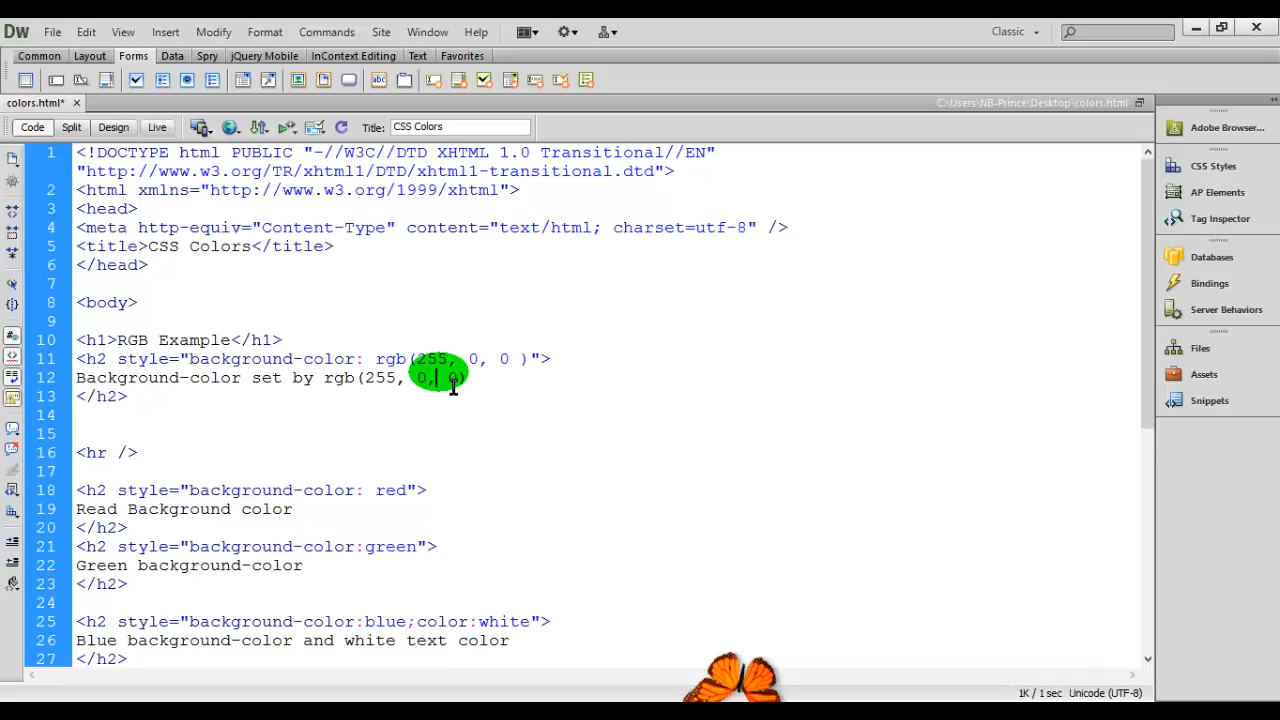 Dw File Edit View Insert Modify Format Commands Site Window Help Classic
Common Layout Forms Data Spry jQuery Mobile InContext Editing Text Favorites
colors.html* C:\Users\NB-Prince\Desktop\colors.html
Code Split Design Live Title: CSS Colors
1 <!DOCTYPE html PUBLIC "-//W3C//DTD XHTML 1.0 Transitional//EN"
"http://www.w3.org/TR/xhtml1/DTD/xhtml1-transitional.dtd">
2 <html xmlns="http://www.w3.org/1999/xhtml">
3 <head>
4 <meta http-equiv="Content-Type" content="text/html; charset=utf-8" />
5 <title>CSS Colors</title>
6 </head>
7
8 <body>
9
10 <h1>RGB Example</h1>
11 <h2 style="background-color: rgb(255, 0, 0 )">
12 Background-color set by rgb(255, 0, 0)
13 </h2>
14
15
16 <hr />
17
18 <h2 style="background-color: red">
19 Read Background color
20 </h2>
21 <h2 style="background-color:green">
22 Green background-color
23 </h2>
24
25 <h2 style="background-color:blue;color:white">
26 Blue background-color and white text color
27 </h2>
1K / 1 sec Unicode (UTF-8)
Adobe Browser...
CSS Styles
AP Elements
Tag Inspector
Databases
Bindings
Server Behaviors
Files
Assets
Snippets